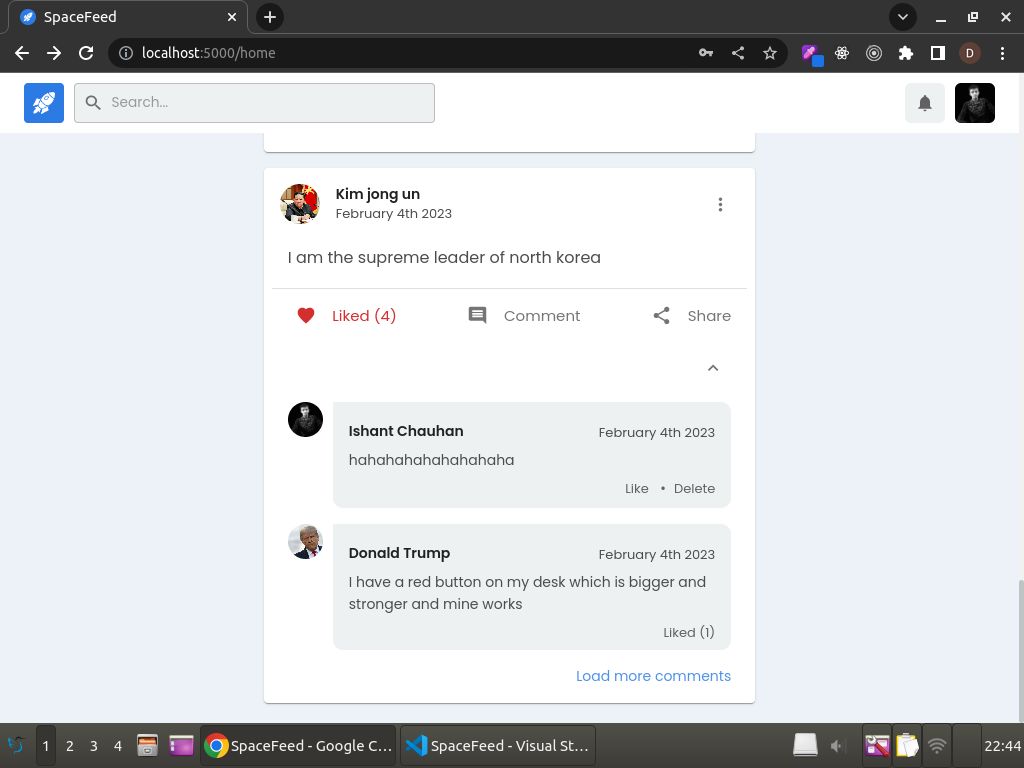 SpaceFeed
localhost:5000/home
D
Search...
Kim jong un
February 4th 2023
I am the supreme leader of north korea
Liked (4) Comment Share
Ishant Chauhan February 4th 2023
hahahahahahahahaha
Like • Delete
Donald Trump February 4th 2023
I have a red button on my desk which is bigger and
stronger and mine works
Liked (1)
Load more comments
1 2 3 4 SpaceFeed - Google C... SpaceFeed - Visual St... 22:44